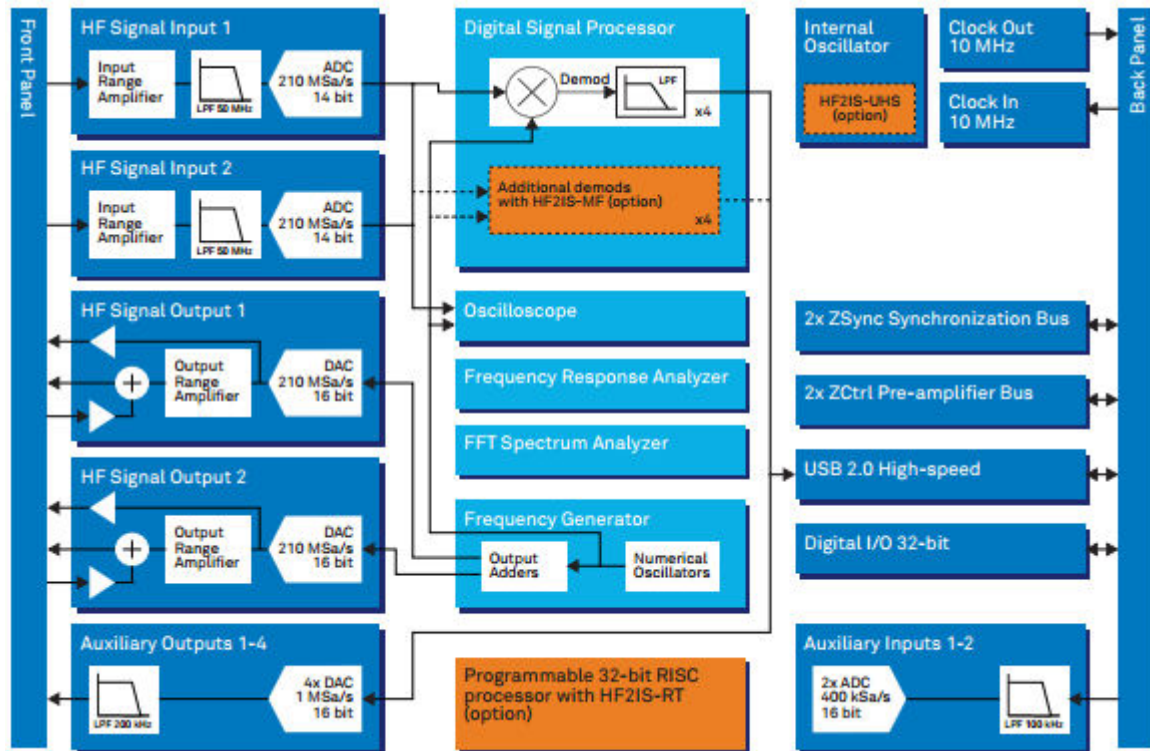 Front Panel
HF Signal Input 1
Input
Range
Amplifier
LPF 50 MHz
ADC
210 MSa/s
14 bit
HF Signal Input 2
Input
Range
Amplifier
LPF 50 MHz
ADC
210 MSa/s
14 bit
HF Signal Output 1
+
Output
Range
Amplifier
DAC
210 MSa/s
16 bit
HF Signal Output 2
+
Output
Range
Amplifier
DAC
210 MSa/s
16 bit
Auxiliary Outputs 1-4
LPF 200 kHz
4x DAC
1 MSa/s
16 bit
Digital Signal Processor
Demod
LPF
x4
Additional demods
with HF2IS-MF (option)
x4
Oscilloscope
Frequency Response Analyzer
FFT Spectrum Analyzer
Frequency Generator
Output
Adders
Numerical
Oscillators
Programmable 32-bit RISC
processor with HF2IS-RT
(option)
Internal
Oscillator
HF2IS-UHS
(option)
Clock Out
10 MHz
Clock In
10 MHz
2x ZSync Synchronization Bus
2x ZCtrl Pre-amplifier Bus
USB 2.0 High-speed
Digital I/O 32-bit
Auxiliary Inputs 1-2
2x ADC
400 kSa/s
16 bit
LPF 100 kHz
Back Panel